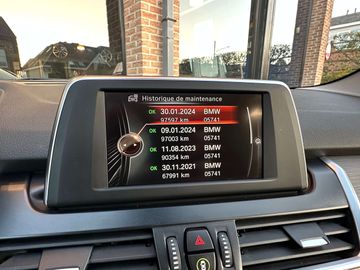 Historique de maintenance
OK 30.01.2024 BMW
97597 km 05741
OK 09.01.2024 BMW
97003 km 05741
OK 11.08.2023 BMW
90354 km 05741
OK 30.11.2021 BMW
67991 km 05741